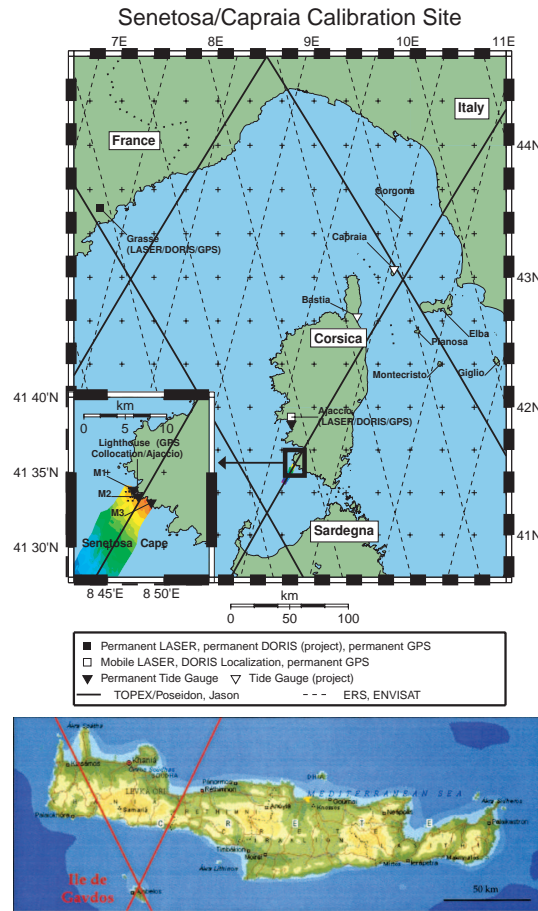 Senetosa/Capraia Calibration Site
7E 8E 9E 10E 11E
Italy
France
44N
Gorgona
Grasse
(LASER/DORIS/GPS)
Capraia
43N
Bastia
Corsica
Elba
Pianosa
Montecristo
Giglio
41 40'N
km
0 5 10
Ajaccio
(LASER/DORIS/GPS)
42N
Lighthouse (GPS
Collocation/Ajaccio)
41 35'N
M1
M2
M3
Sardegna
41N
Senetosa Cape
41 30'N
8 45'E 8 50'E
km
0 50 100
Permanent LASER, permanent DORIS (project), permanent GPS
Mobile LASER, DORIS Localization, permanent GPS
Permanent Tide Gauge Tide Gauge (project)
TOPEX/Poseidon, Jason ERS, ENVISAT
Khaniá
MEDITERRANEAN SEA
LEVKA ORI
Réthimnon
C R E T E
Ile de
Gavdos
50 km